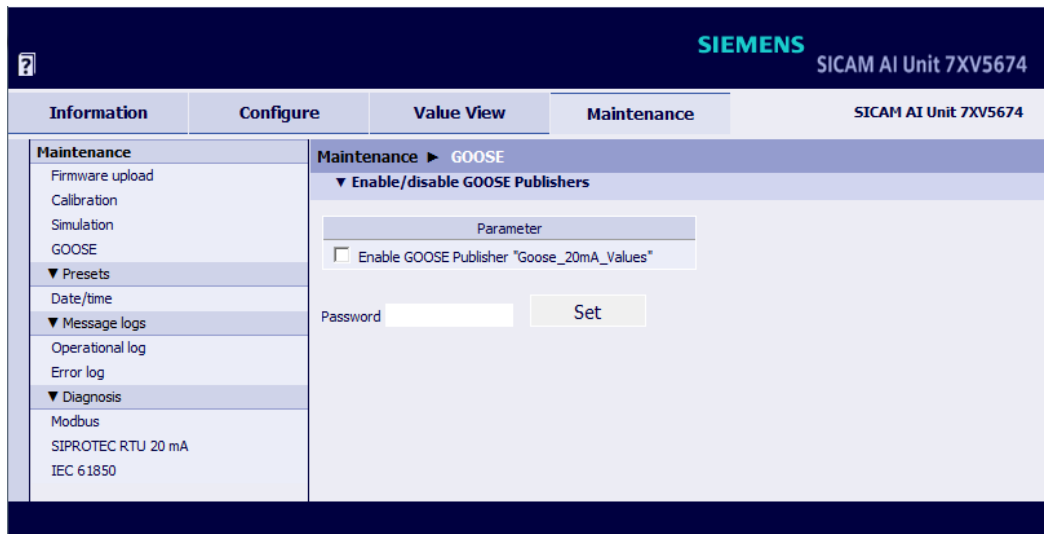 SIEMENS
?
SICAM AI Unit 7XV5674
Information
Configure
Value View
Maintenance
SICAM AI Unit 7XV5674
Maintenance
Firmware upload
Calibration
Simulation
GOOSE
▼ Presets
Date/time
▼ Message logs
Operational log
Error log
▼ Diagnosis
Modbus
SIPROTEC RTU 20 mA
IEC 61850
Maintenance ► GOOSE
▼ Enable/disable GOOSE Publishers
Parameter
Enable GOOSE Publisher "Goose_20mA_Values"
Password
Set